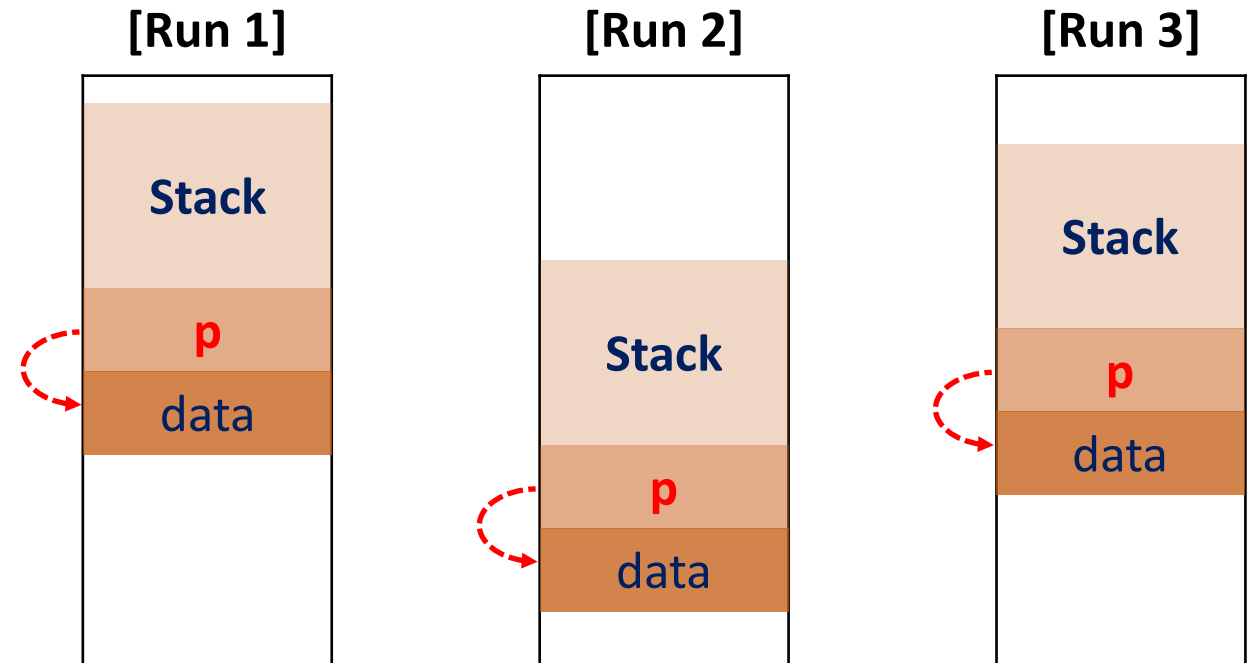 [Run 1]
Stack
p
data
[Run 2]
Stack
p
data
[Run 3]
Stack
p
data